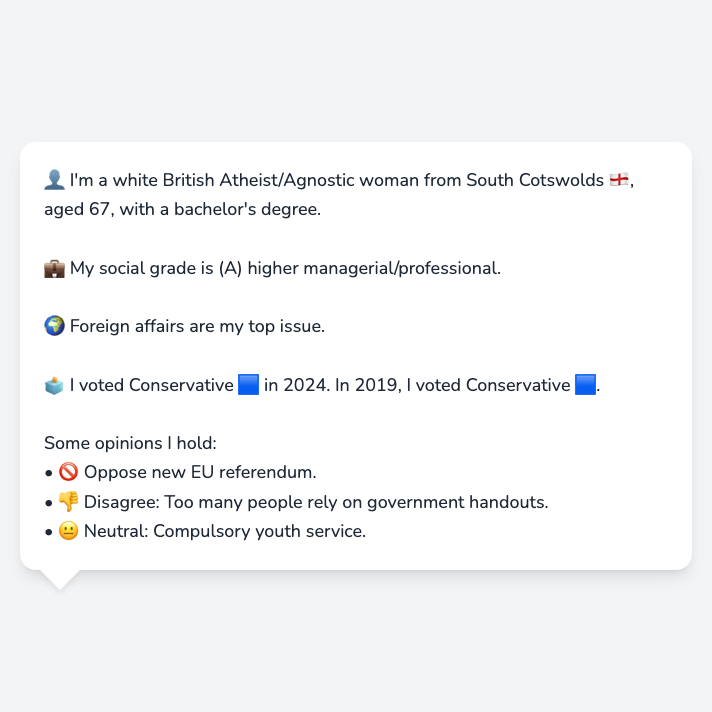 👤 I'm a white British Atheist/Agnostic woman from South Cotswolds 🏴󠁧󠁢󠁥󠁮󠁧󠁿,
aged 67, with a bachelor's degree.
💼 My social grade is (A) higher managerial/professional.
🌍 Foreign affairs are my top issue.
🗳️ I voted Conservative 🟦 in 2024. In 2019, I voted Conservative 🟦.
Some opinions I hold:
• 🚫 Oppose new EU referendum.
• 👎 Disagree: Too many people rely on government handouts.
• 😐 Neutral: Compulsory youth service.